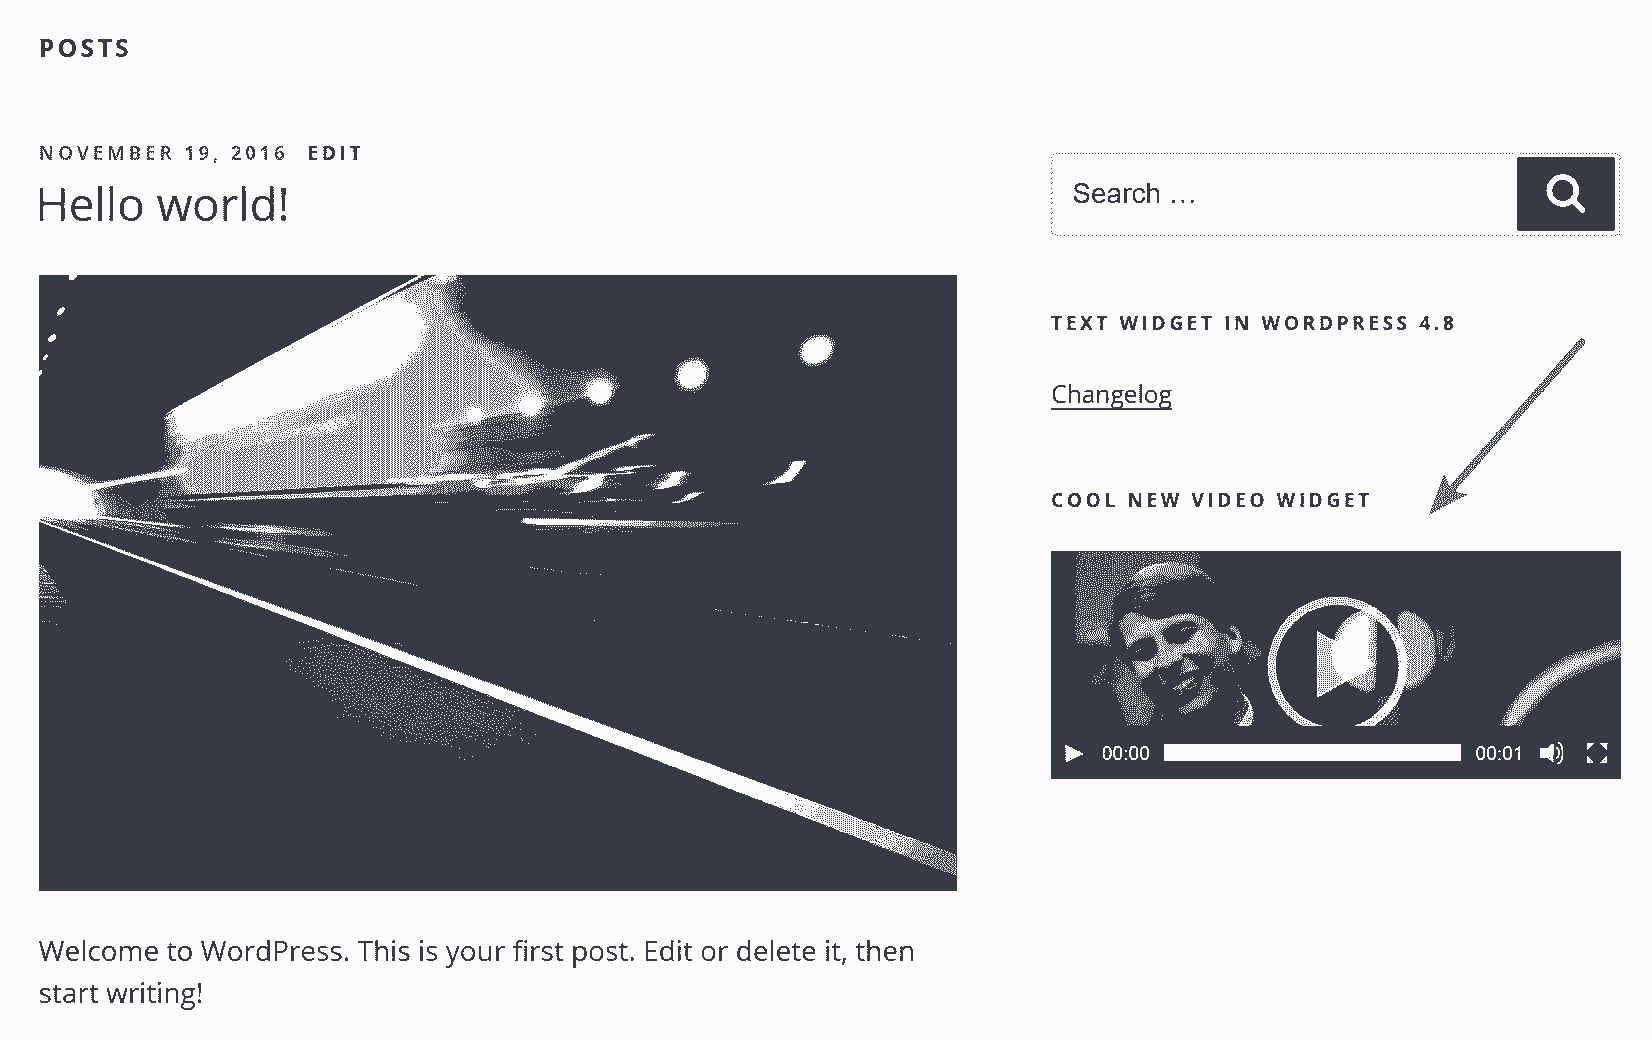 POSTS
NOVEMBER 19, 2016 EDIT
Hello world!
Welcome to WordPress. This is your first post. Edit or delete it, then
start writing!
Search …
TEXT WIDGET IN WORDPRESS 4.8
Changelog
COOL NEW VIDEO WIDGET
00:00 00:01